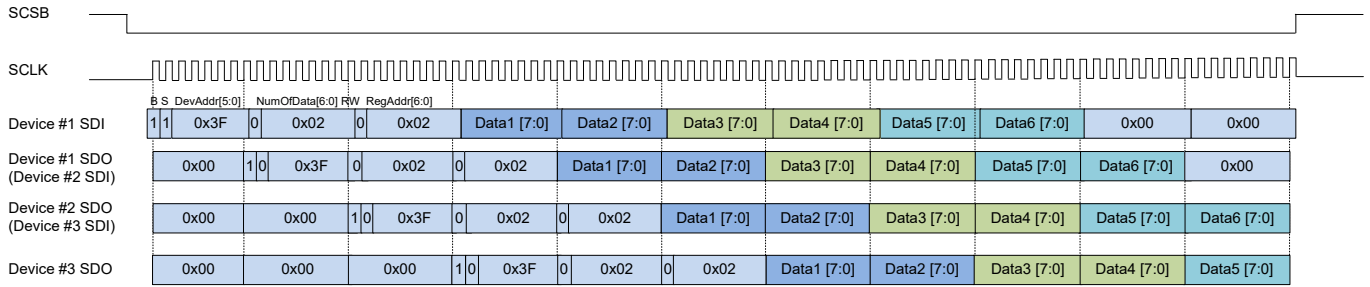 SCSB
SCLK
B S DevAddr[5:0] NumOfData[6:0] RW RegAddr[6:0]
Device #1 SDI 1 1 0x3F 0 0x02 0 0x02 Data1 [7:0] Data2 [7:0] Data3 [7:0] Data4 [7:0] Data5 [7:0] Data6 [7:0] 0x00 0x00
Device #1 SDO
(Device #2 SDI)
0x00 1 0 0x3F 0 0x02 0 0x02 Data1 [7:0] Data2 [7:0] Data3 [7:0] Data4 [7:0] Data5 [7:0] Data6 [7:0] 0x00
Device #2 SDO
(Device #3 SDI)
0x00 0x00 1 0 0x3F 0 0x02 0 0x02 Data1 [7:0] Data2 [7:0] Data3 [7:0] Data4 [7:0] Data5 [7:0] Data6 [7:0]
Device #3 SDO 0x00 0x00 0x00 1 0 0x3F 0 0x02 0 0x02 Data1 [7:0] Data2 [7:0] Data3 [7:0] Data4 [7:0] Data5 [7:0]